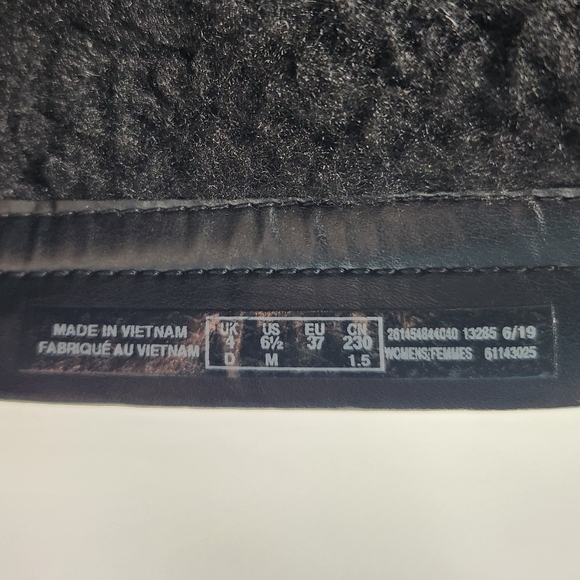 MADE IN VIETNAM
FABRIQUÉ AU VIETNAM
UK US EU CN
4 6½ 37 230
D M 1.5
261454844040 13285 6/19
WOMENS/FEMMES 61143025